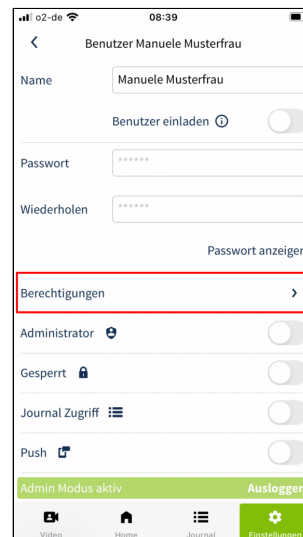 o2-de 08:39
Benutzer Manuele Musterfrau
Name Manuele Musterfrau
Benutzer einladen
Passwort ******
Wiederholen ******
Passwort anzeigen
Berechtigungen
Administrator
Gesperrt
Journal Zugriff
Push
Admin Modus aktiv Ausloggen
Video Home Journal Einstellungen